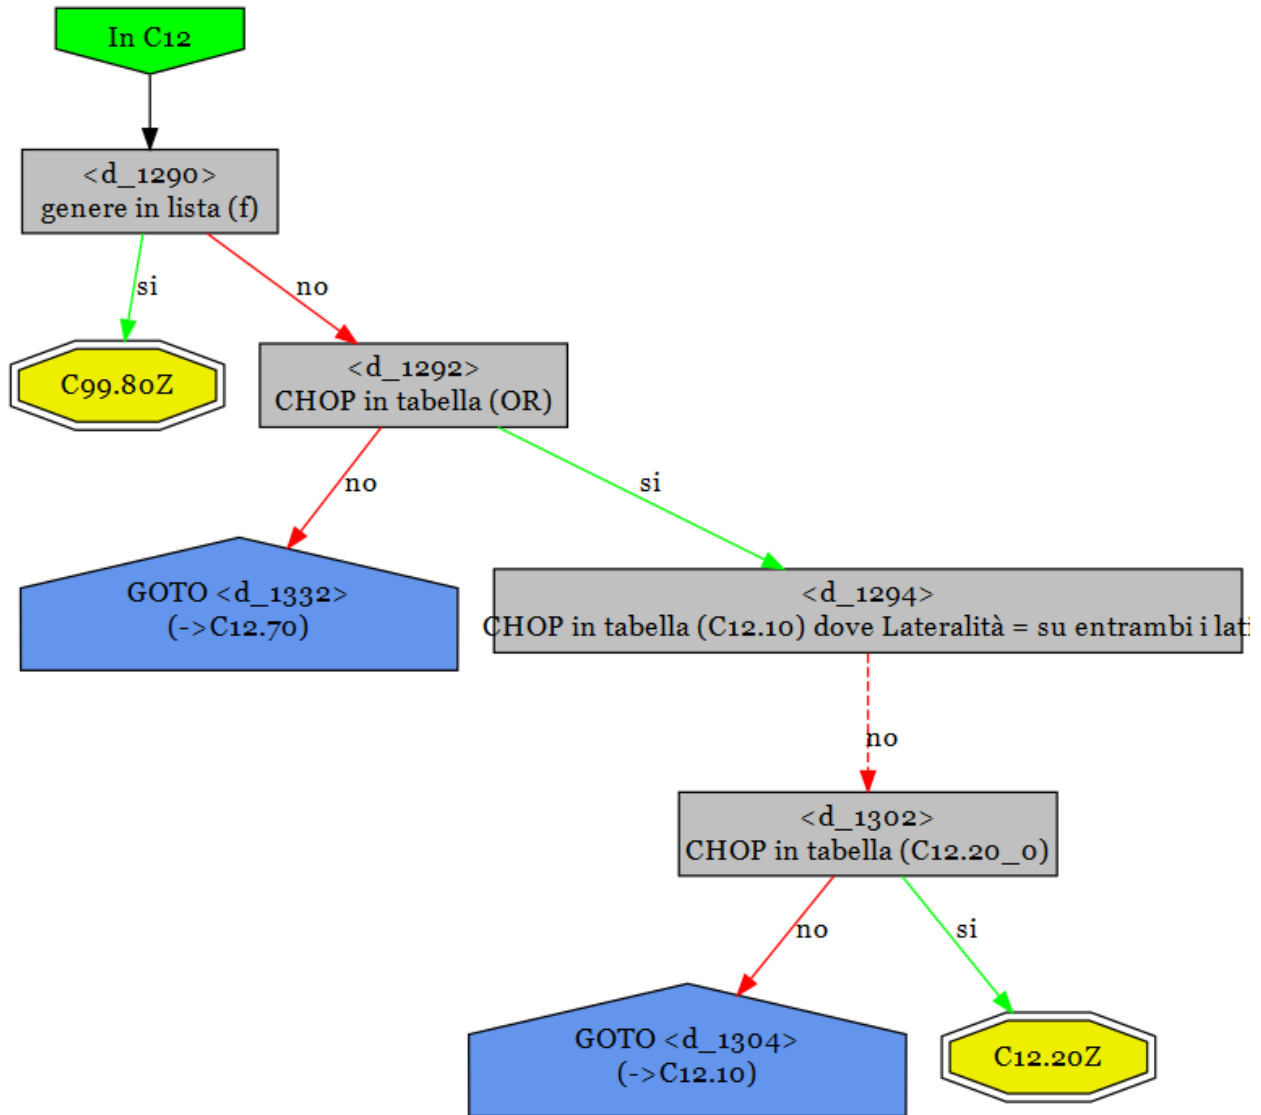 In C12
<d_1290>
genere in lista (f)
si
no
C99.80Z
<d_1292>
CHOP in tabella (OR)
no
si
GOTO <d_1332>
(->C12.70)
<d_1294>
CHOP in tabella (C12.10) dove Lateralità = su entrambi i lati
no
<d_1302>
CHOP in tabella (C12.20_0)
no
si
GOTO <d_1304>
(->C12.10)
C12.20Z